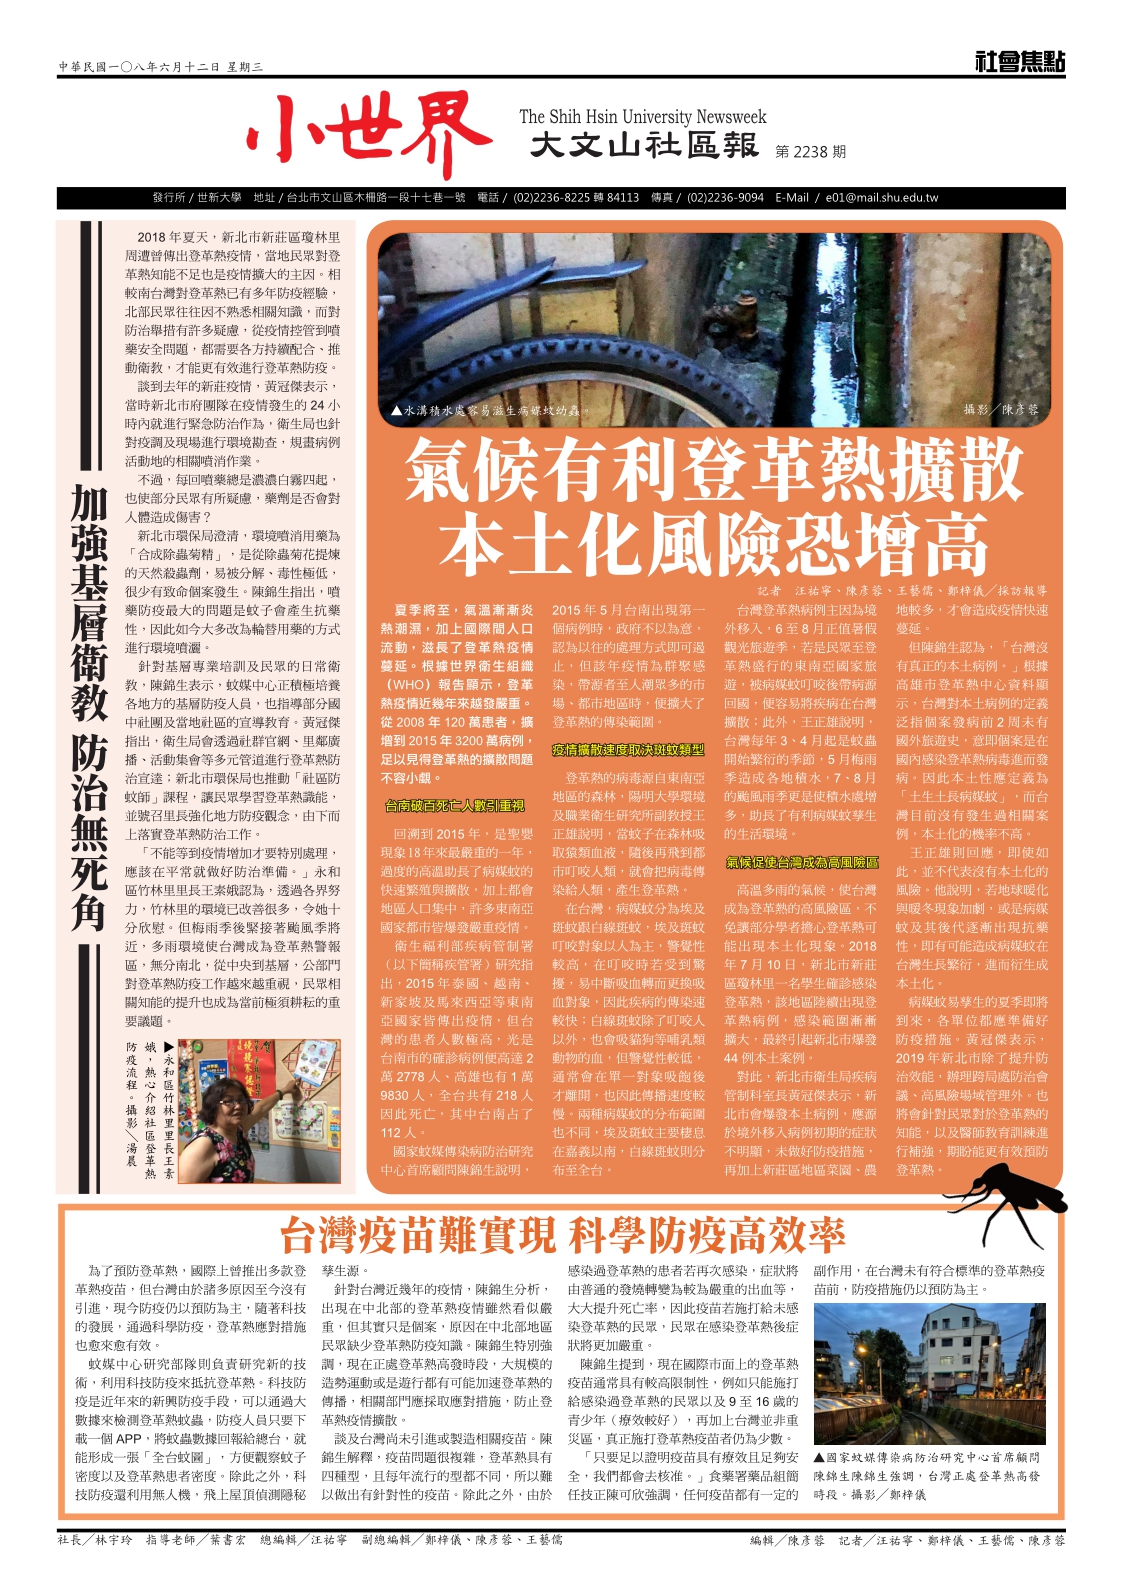 中華民國一〇八年六月十二日 星期三
社會焦點
小世界
The Shih Hsin University Newsweek
大文山社區報 第 2238 期
發行所 / 世新大學　地址 / 台北市文山區木柵路一段十七巷一號　電話 / (02)2236-8225 轉 84113　傳真 / (02)2236-9094　E-Mail / e01@mail.shu.edu.tw
加強基層衛教 防治無死角
2018 年夏天，新北市新莊區瓊林里
周遭曾傳出登革熱疫情，當地民眾對登
革熱知能不足也是疫情擴大的主因。相
較南台灣對登革熱已有多年防疫經驗，
北部民眾往往因不熟悉相關知識，而對
防治舉措有許多疑慮，從疫情控管到噴
藥安全問題，都需要各方持續配合、推
動衛教，才能更有效進行登革熱防疫。
談到去年的新莊疫情，黃冠傑表示，
當時新北市府團隊在疫情發生的 24 小
時內就進行緊急防治作為，衛生局也針
對疫調及現場進行環境勘查，規畫病例
活動地的相關噴消作業。
不過，每回噴藥總是濃濃白霧四起，
也使部分民眾有所疑慮，藥劑是否會對
人體造成傷害？
新北市環保局澄清，環境噴消用藥為
「合成除蟲菊精」，是從除蟲菊花提煉
的天然殺蟲劑，易被分解、毒性極低，
很少有致命個案發生。陳錦生指出，噴
藥防疫最大的問題是蚊子會產生抗藥
性，因此如今大多改為輪替用藥的方式
進行環境噴灑。
針對基層專業培訓及民眾的日常衛
教，陳錦生表示，蚊媒中心正積極培養
各地方的基層防疫人員，也指導部分國
中社團及當地社區的宣導教育。黃冠傑
指出，衛生局會透過社群官網、里鄰廣
播、活動集會等多元管道進行登革熱防
治宣達；新北市環保局也推動「社區防
蚊師」課程，讓民眾學習登革熱識能，
並號召里長強化地方防疫觀念，由下而
上落實登革熱防治工作。
「不能等到疫情增加才要特別處理，
應該在平常就做好防治準備。」永和
區竹林里里長王素娥認為，透過各界努
力，竹林里的環境已改善很多，令她十
分欣慰。但梅雨季後緊接著颱風季將
近，多雨環境使台灣成為登革熱警報
區，無分南北，從中央到基層，公部門
對登革熱防疫工作越來越重視，民眾相
關知能的提升也成為當前極須耕耘的重
要議題。
▶永和區竹林里里長王素
娥，熱心介紹社區登革熱
防疫流程。攝影╱湯晨
▲水溝積水處容易滋生病媒蚊幼蟲。
攝影╱陳彥蓉
氣候有利登革熱擴散
本土化風險恐增高
記者　汪祐寧、陳彥蓉、王藝儒、鄭梓儀╱採訪報導
夏季將至，氣溫漸漸炎
熱潮濕，加上國際間人口
流動，滋長了登革熱疫情
蔓延。根據世界衛生組織
（WHO）報告顯示，登革
熱疫情近幾年來越發嚴重。
從 2008 年 120 萬患者，擴
增到 2015 年 3200 萬病例，
足以見得登革熱的擴散問題
不容小覷。
台南破百死亡人數引重視
回溯到 2015 年，是聖嬰
現象 18 年來最嚴重的一年，
過度的高溫助長了病媒蚊的
快速繁殖與擴散，加上都會
地區人口集中，許多東南亞
國家都市皆爆發嚴重疫情。
衛生福利部疾病管制署
（以下簡稱疾管署）研究指
出，2015 年泰國、越南、
新家坡及馬來西亞等東南
亞國家皆傳出疫情，但台
灣的患者人數極高，光是
台南市的確診病例便高達 2
萬 2778 人、高雄也有 1 萬
9830 人，全台共有 218 人
因此死亡，其中台南占了
112 人。
國家蚊媒傳染病防治研究
中心首席顧問陳錦生說明，
2015 年 5 月台南出現第一
個病例時，政府不以為意，
認為以往的處理方式即可遏
止，但該年疫情為群聚感
染，帶源者至人潮眾多的市
場、都市地區時，便擴大了
登革熱的傳染範圍。
疫情擴散速度取決斑蚊類型
登革熱的病毒源自東南亞
地區的森林，陽明大學環境
及職業衛生研究所副教授王
正雄說明，當蚊子在森林吸
取猿類血液，隨後再飛到都
市叮咬人類，就會把病毒傳
染給人類，產生登革熱。
在台灣，病媒蚊分為埃及
斑蚊跟白線斑蚊，埃及斑蚊
叮咬對象以人為主，警覺性
較高，在叮咬時若受到驚
擾，易中斷吸血轉而更換吸
血對象，因此疾病的傳染速
較快；白線斑蚊除了叮咬人
以外，也會吸貓狗等哺乳類
動物的血，但警覺性較低，
通常會在單一對象吸飽後
才離開，也因此傳播速度較
慢。兩種病媒蚊的分布範圍
也不同，埃及斑蚊主要棲息
在嘉義以南，白線斑蚊則分
布至全台。
台灣登革熱病例主因為境
外移入，6 至 8 月正值暑假
觀光旅遊季，若是民眾至登
革熱盛行的東南亞國家旅
遊，被病媒蚊叮咬後帶病源
回國，便容易將疾病在台灣
擴散；此外，王正雄說明，
台灣每年 3、4 月起是蚊蟲
開始繁衍的季節，5 月梅雨
季造成各地積水，7、8 月
的颱風雨季更是使積水處增
多，助長了有利病媒蚊孳生
的生活環境。
氣候促使台灣成為高風險區
高溫多雨的氣候，使台灣
成為登革熱的高風險區，不
免讓部分學者擔心登革熱可
能出現本土化現象。2018
年 7 月 10 日，新北市新莊
區瓊林里一名學生確診感染
登革熱，該地區陸續出現登
革熱病例，感染範圍漸漸
擴大，最終引起新北市爆發
44 例本土案例。
對此，新北市衛生局疾病
管制科室長黃冠傑表示，新
北市會爆發本土病例，應源
於境外移入病例初期的症狀
不明顯，未做好防疫措施，
再加上新莊區地區菜園、農
地較多，才會造成疫情快速
蔓延。
但陳錦生認為，「台灣沒
有真正的本土病例。」根據
高雄市登革熱中心資料顯
示，台灣對本土病例的定義
泛指個案發病前 2 周未有
國外旅遊史，意即個案是在
國內感染登革熱病毒進而發
病。因此本土性應定義為
「土生土長病媒蚊」，而台
灣目前沒有發生過相關案
例，本土化的機率不高。
王正雄則回應，即使如
此，並不代表沒有本土化的
風險。他說明，若地球暖化
與暖冬現象加劇，或是病媒
蚊及其後代逐漸出現抗藥
性，即有可能造成病媒蚊在
台灣生長繁衍，進而衍生成
本土化。
病媒蚊易孳生的夏季即將
到來，各單位都應準備好
防疫措施。黃冠傑表示，
2019 年新北市除了提升防
治效能，辦理跨局處防治會
議、高風險場域管理外。也
將會針對民眾對於登革熱的
知能，以及醫師教育訓練進
行補強，期盼能更有效預防
登革熱。
台灣疫苗難實現 科學防疫高效率
為了預防登革熱，國際上曾推出多款登
革熱疫苗，但台灣由於諸多原因至今沒有
引進，現今防疫仍以預防為主，隨著科技
的發展，通過科學防疫，登革熱應對措施
也愈來愈有效。
蚊媒中心研究部隊則負責研究新的技
術，利用科技防疫來抵抗登革熱。科技防
疫是近年來的新興防疫手段，可以通過大
數據來檢測登革熱蚊蟲，防疫人員只要下
載一個 APP，將蚊蟲數據回報給總台，就
能形成一張「全台蚊圖」，方便觀察蚊子
密度以及登革熱患者密度。除此之外，科
技防疫還利用無人機，飛上屋頂偵測隱秘
孳生源。
針對台灣近幾年的疫情，陳錦生分析，
出現在中北部的登革熱疫情雖然看似嚴
重，但其實只是個案，原因在中北部地區
民眾缺少登革熱防疫知識。陳錦生特別強
調，現在正處登革熱高發時段，大規模的
造勢運動或是遊行都有可能加速登革熱的
傳播，相關部門應採取應對措施，防止登
革熱疫情擴散。
談及台灣尚未引進或製造相關疫苗。陳
錦生解釋，疫苗問題很複雜，登革熱具有
四種型，且每年流行的型都不同，所以難
以做出有針對性的疫苗。除此之外，由於
感染過登革熱的患者若再次感染，症狀將
由普通的發燒轉變為較為嚴重的出血等，
大大提升死亡率，因此疫苗若施打給未感
染登革熱的民眾，民眾在感染登革熱後症
狀將更加嚴重。
陳錦生提到，現在國際市面上的登革熱
疫苗通常具有較高限制性，例如只能施打
給感染過登革熱的民眾以及 9 至 16 歲的
青少年（療效較好），再加上台灣並非重
災區，真正施打登革熱疫苗者仍為少數。
「只要足以證明疫苗具有療效且足夠安
全，我們都會去核准。」食藥署藥品組簡
任技正陳可欣強調，任何疫苗都有一定的
副作用，在台灣未有符合標準的登革熱疫
苗前，防疫措施仍以預防為主。
▲國家蚊媒傳染病防治研究中心首席顧問
陳錦生陳錦生強調，台灣正處登革熱高發
時段。攝影╱鄭梓儀
社長╱林宇玲　指導老師╱葉書宏　總編輯╱汪祐寧　副總編輯╱鄭梓儀、陳彥蓉、王藝儒
編輯╱陳彥蓉　記者╱汪祐寧、鄭梓儀、王藝儒、陳彥蓉